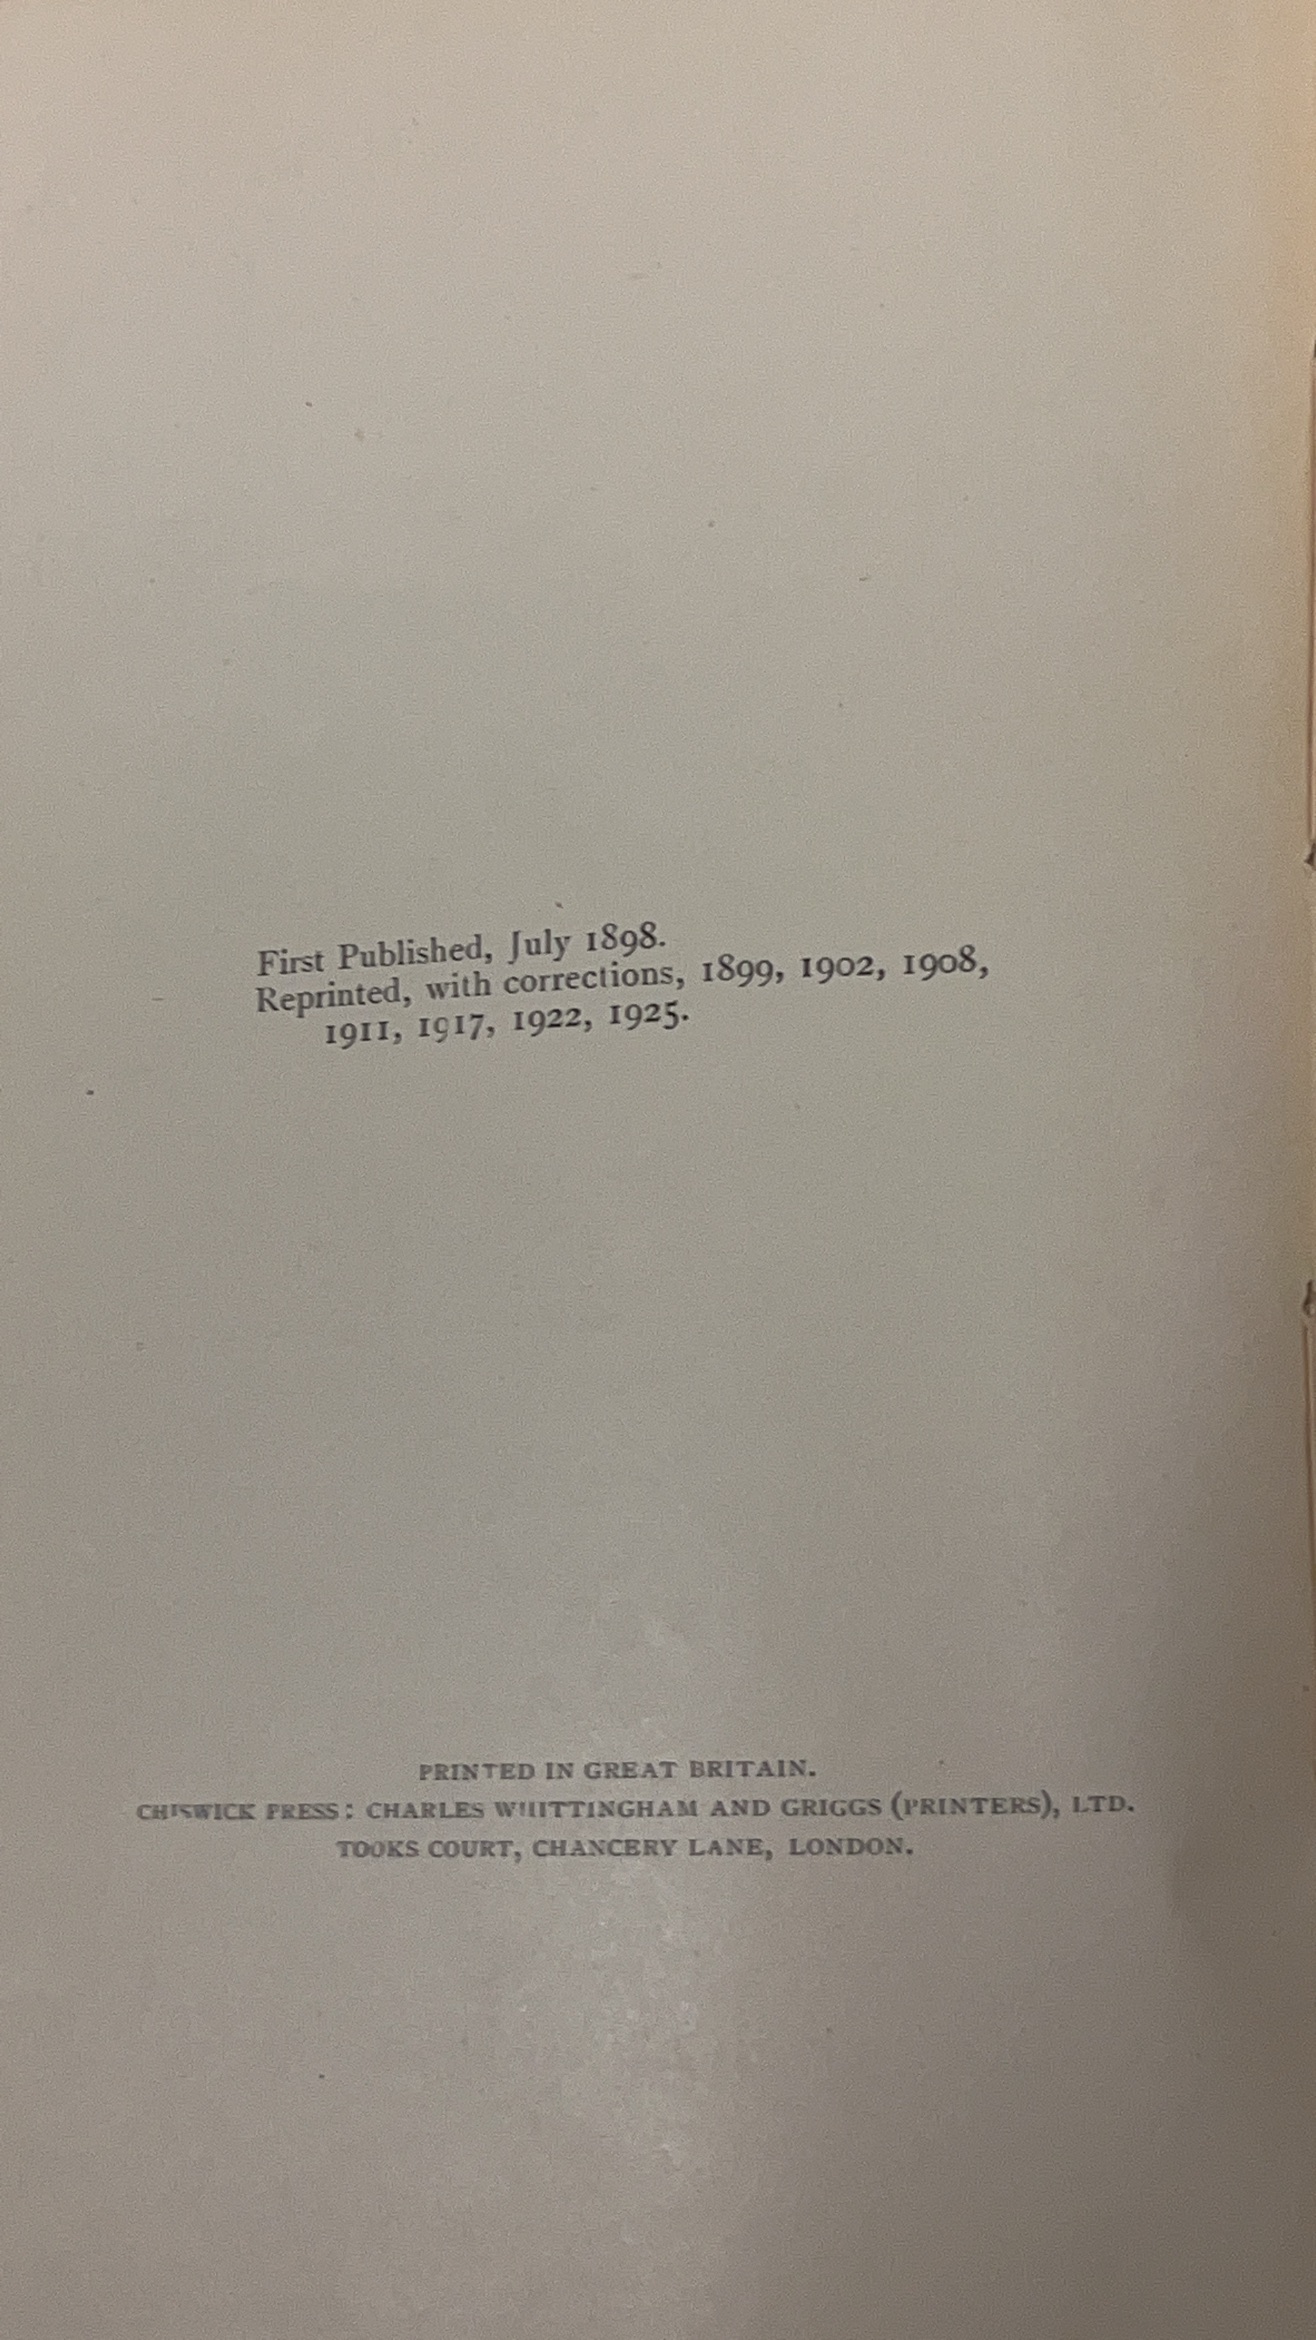 First Published, July 1898.
Reprinted, with corrections, 1899, 1902, 1908,
1911, 1917, 1922, 1925.
PRINTED IN GREAT BRITAIN.
CHISWICK PRESS: CHARLES WHITTINGHAM AND GRIGGS (PRINTERS), LTD.
TOOKS COURT, CHANCERY LANE, LONDON.